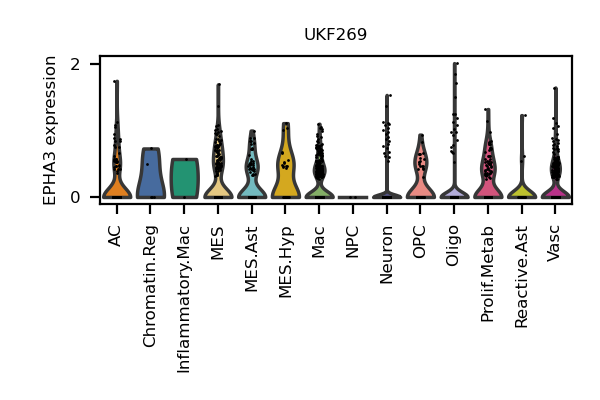 UKF269
EPHA3 expression
2
0
AC
Chromatin.Reg
Inflammatory.Mac
MES
MES.Ast
MES.Hyp
Mac
NPC
Neuron
OPC
Oligo
Prolif.Metab
Reactive.Ast
Vasc